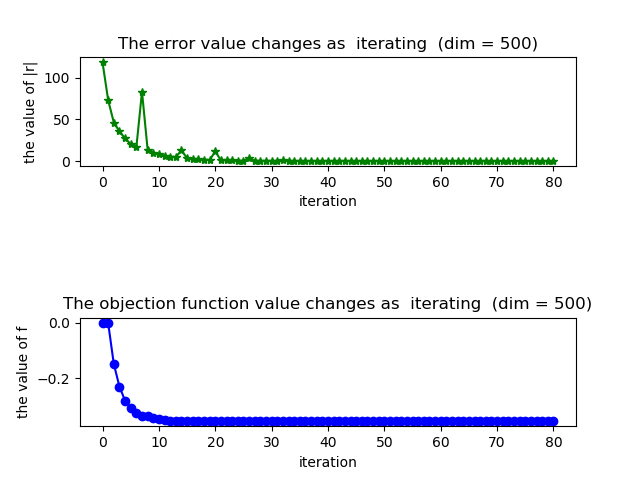 The error value changes as  iterating  (dim = 500)
the value of |r|
100
50
0
0 10 20 30 40 50 60 70 80
iteration
The objection function value changes as  iterating  (dim = 500)
the value of f
0.0
−0.2
0 10 20 30 40 50 60 70 80
iteration